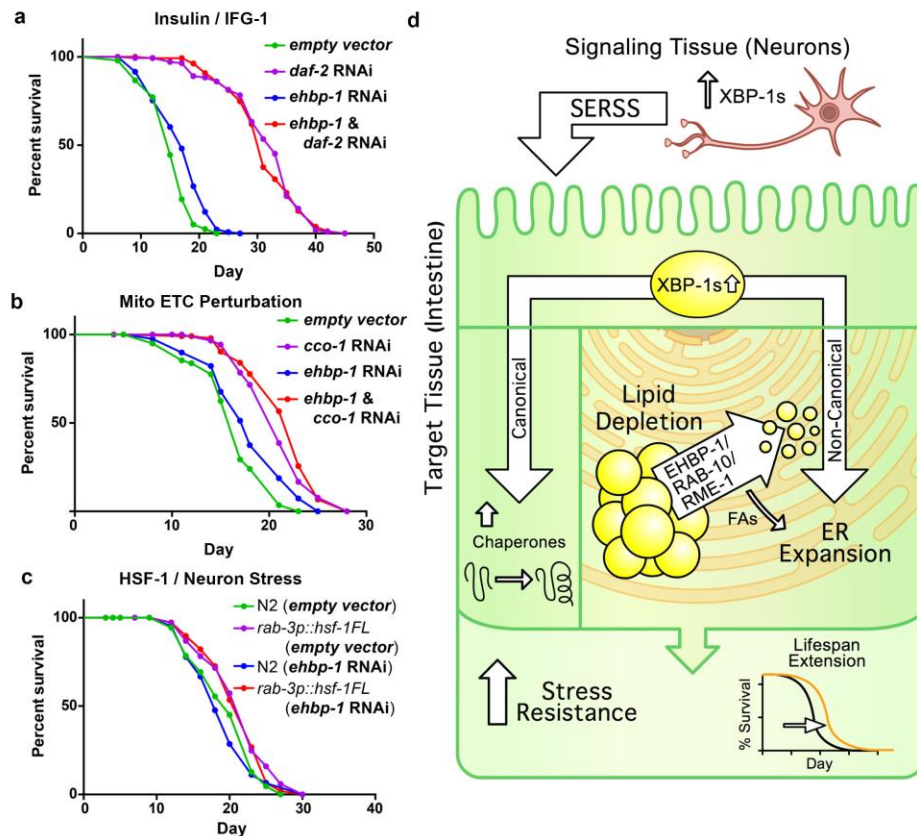 a
Insulin / IFG-1
Percent survival
100
50
0
empty vector
daf-2 RNAi
ehbp-1 RNAi
ehbp-1 &
daf-2 RNAi
0 10 20 30 40 50
Day
b
Mito ETC Perturbation
Percent survival
100
50
empty vector
cco-1 RNAi
ehbp-1 RNAi
ehbp-1 &
cco-1 RNAi
0 10 20 30
Day
c
HSF-1 / Neuron Stress
Percent survival
100
50
0
N2 (empty vector)
rab-3p::hsf-1FL
(empty vector)
N2 (ehbp-1 RNAi)
rab-3p::hsf-1FL
(ehbp-1 RNAi)
0 10 20 30 40
Day
d
Signaling Tissue (Neurons)
XBP-1s
SERSS
Target Tissue (Intestine)
XBP-1s
Canonical
Non-Canonical
Lipid
Depletion
EHBP-1/
RAB-10/
RME-1
FAs
ER
Expansion
Chaperones
Stress
Resistance
Lifespan
Extension
% Survival
Day